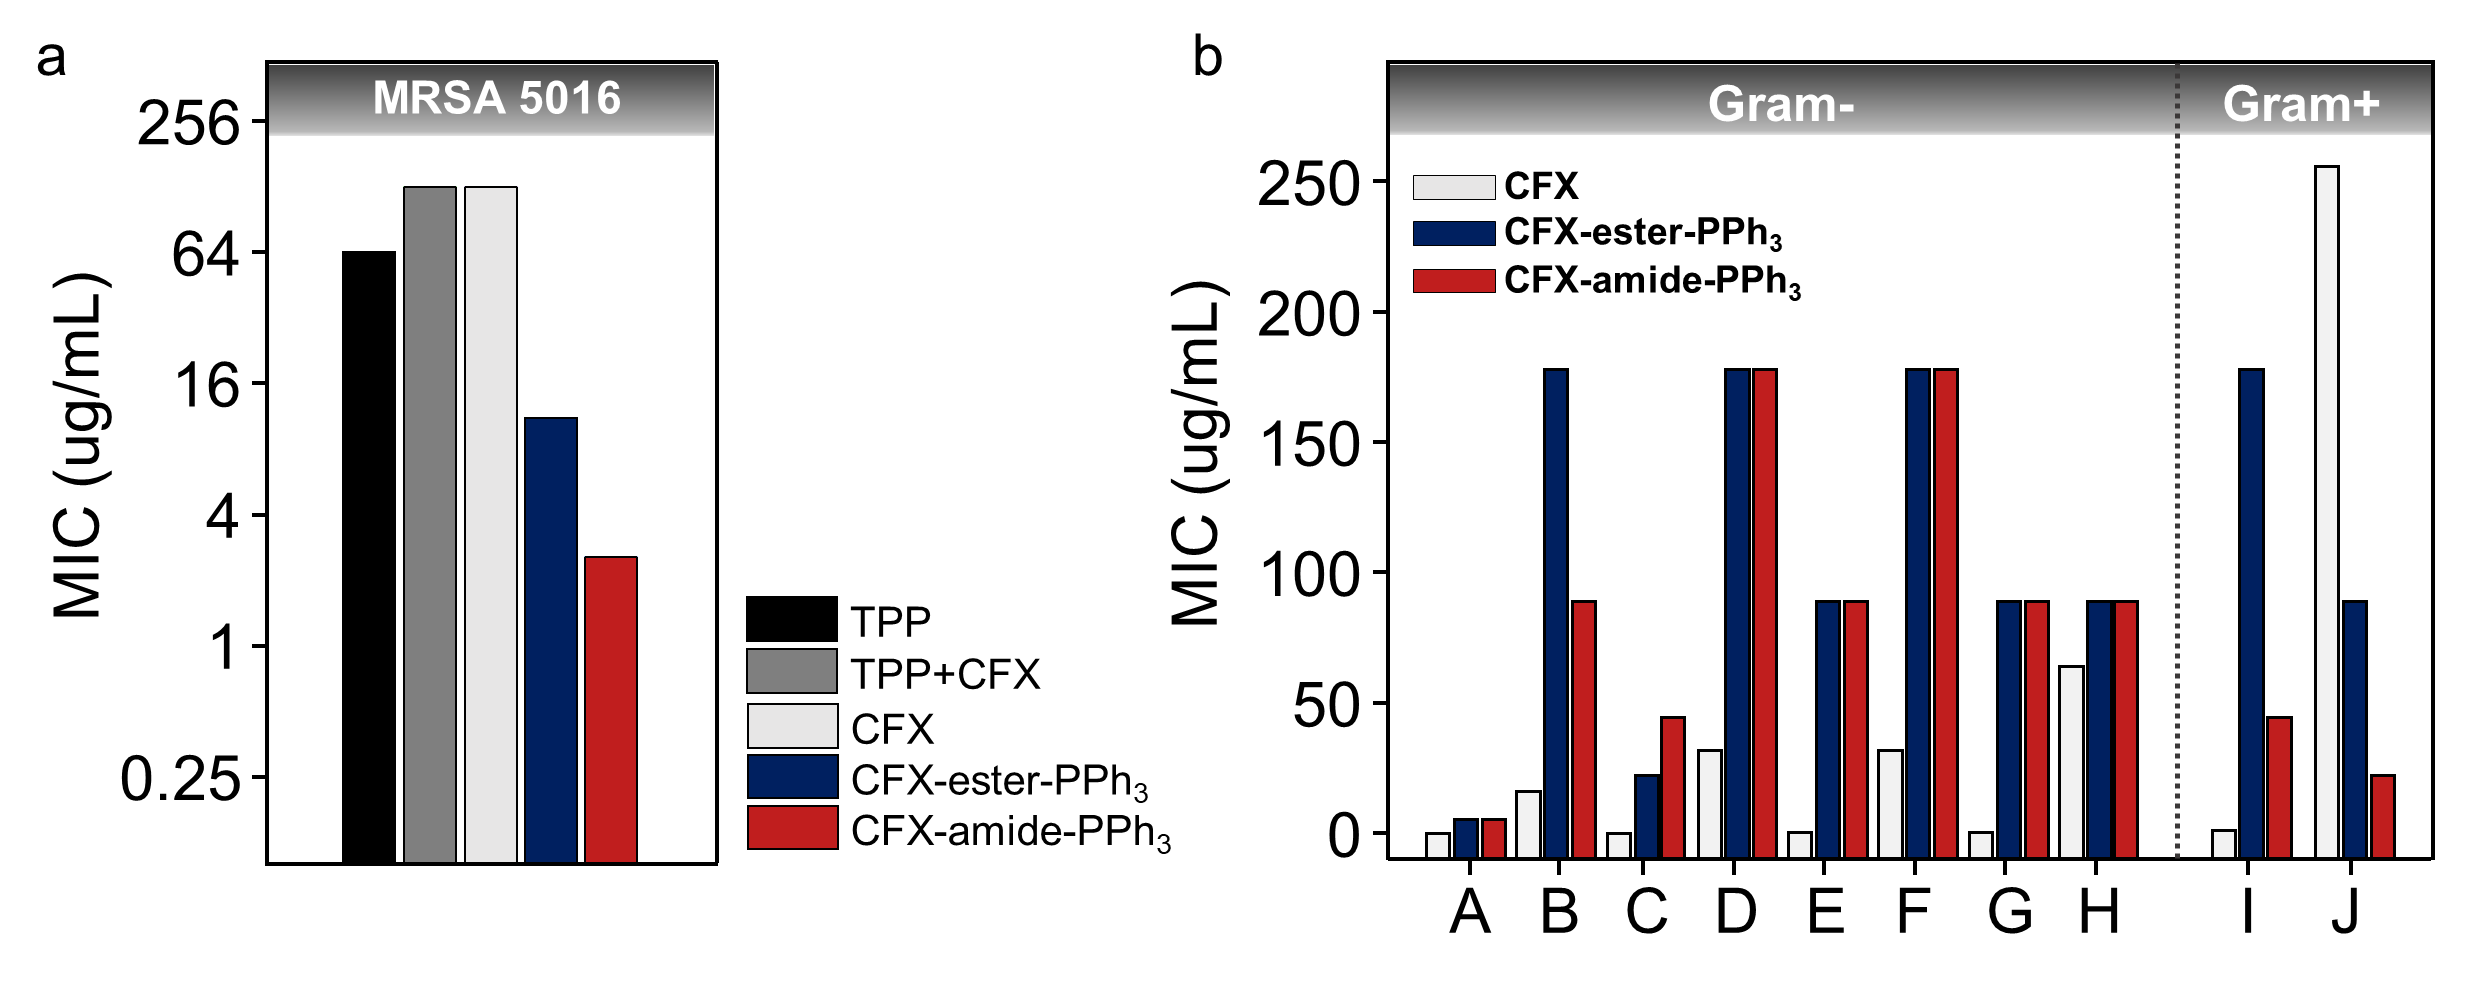 a
MRSA 5016
256
64
16
4
1
0.25
MIC (ug/mL)
TPP
TPP+CFX
CFX
CFX-ester-PPh3
CFX-amide-PPh3
b
Gram-
Gram+
250
200
150
100
50
0
MIC (ug/mL)
CFX
CFX-ester-PPh3
CFX-amide-PPh3
A B C D E F G H I J